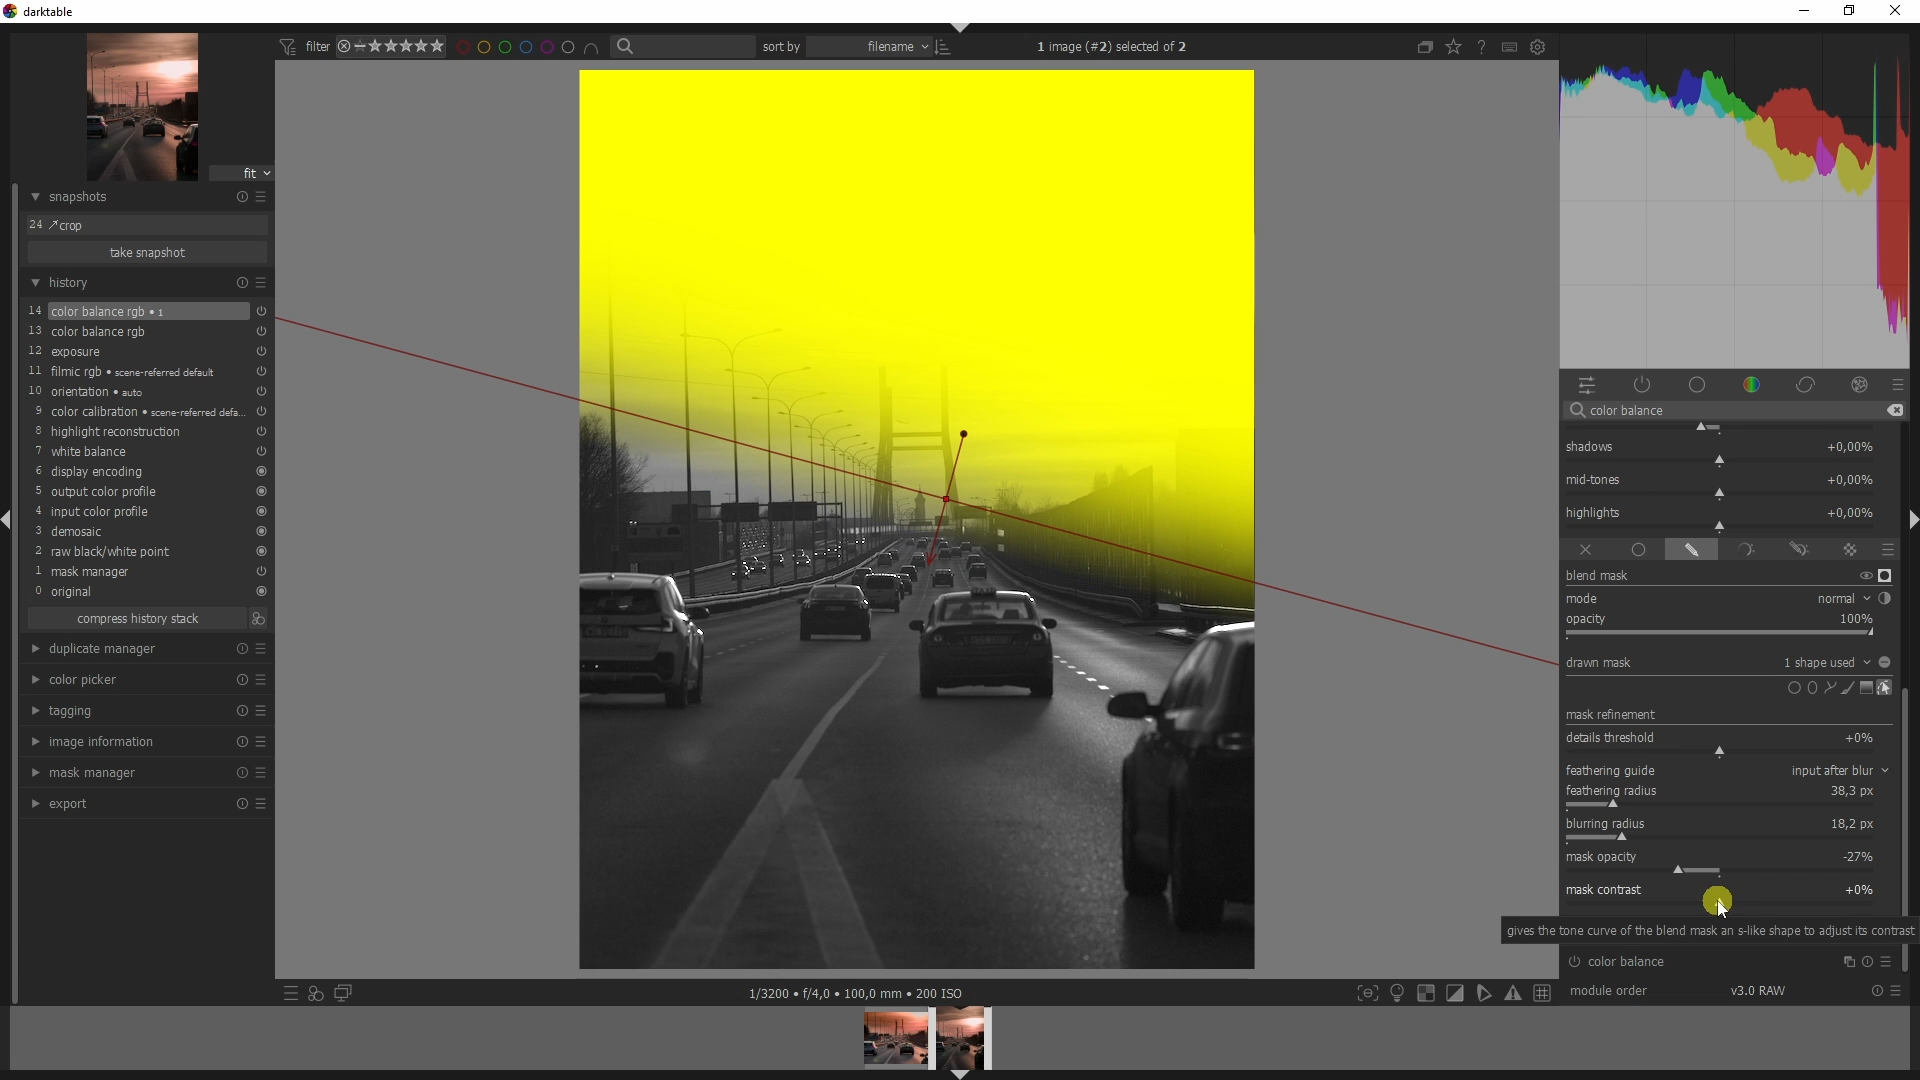 darktable
filter
sort by filename
1 image (#2) selected of 2
fit
snapshots
24 crop
take snapshot
history
14 color balance rgb • 1
13 color balance rgb
12 exposure
11 filmic rgb • scene-referred default
10 orientation • auto
9 color calibration • scene-referred defa...
8 highlight reconstruction
7 white balance
6 display encoding
5 output color profile
4 input color profile
3 demosaic
2 raw black/white point
1 mask manager
0 original
compress history stack
duplicate manager
color picker
tagging
image information
mask manager
export
1/3200 • f/4,0 • 100,0 mm • 200 ISO
color balance
shadows +0,00%
mid-tones +0,00%
highlights +0,00%
blend mask
mode normal
opacity 100%
drawn mask 1 shape used
mask refinement
details threshold +0%
feathering guide input after blur
feathering radius 38,3 px
blurring radius 18,2 px
mask opacity -27%
mask contrast +0%
gives the tone curve of the blend mask an s-like shape to adjust its contrast
color balance
module order v3.0 RAW